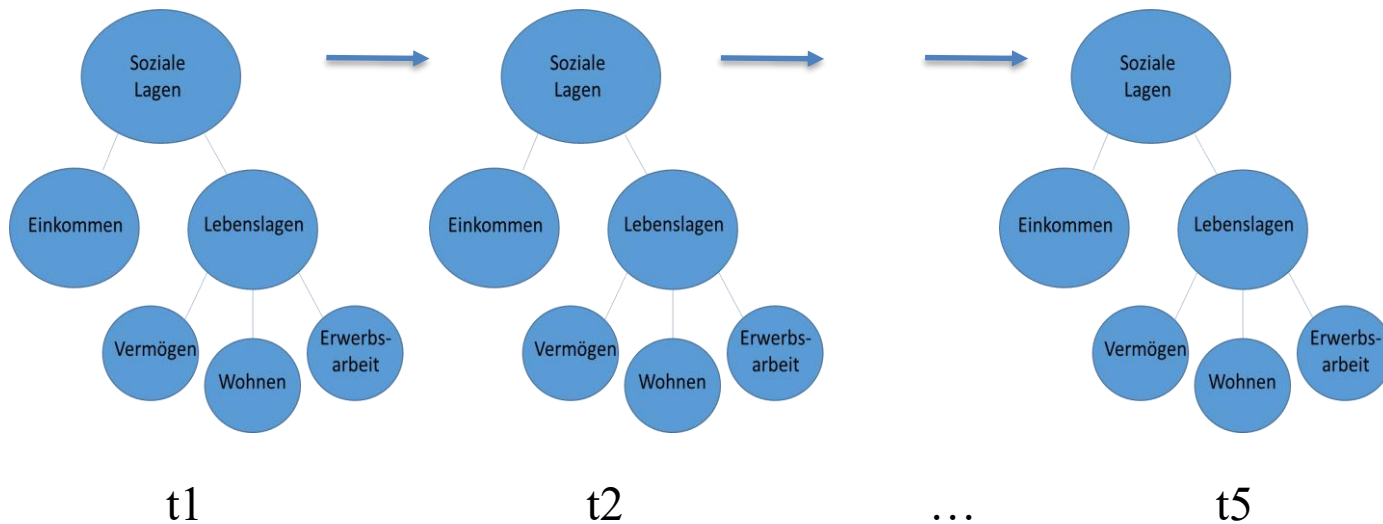 Soziale
Lagen
Einkommen
Lebenslagen
Vermögen
Wohnen
Erwerbs-
arbeit
Soziale
Lagen
Einkommen
Lebenslagen
Vermögen
Wohnen
Erwerbs-
arbeit
Soziale
Lagen
Einkommen
Lebenslagen
Vermögen
Wohnen
Erwerbs-
arbeit
t1 t2 … t5